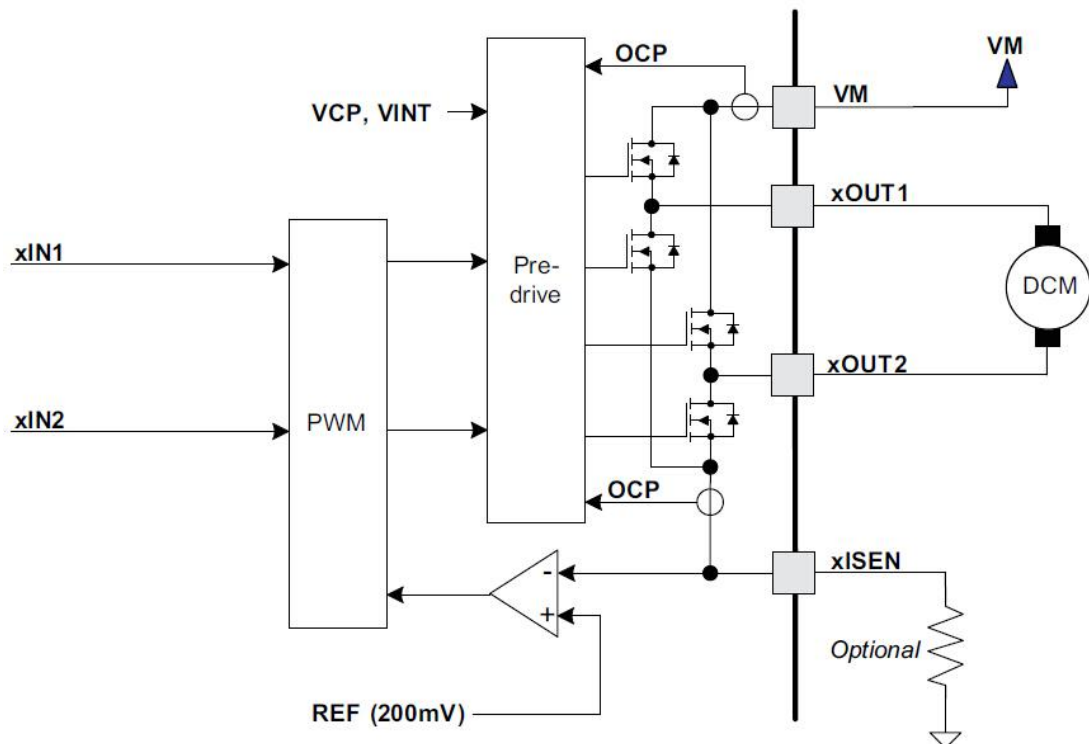 OCP
VM
VM
VCP, VINT
xOUT1
xIN1
Pre-
drive
DCM
xOUT2
xIN2
PWM
OCP
xISEN
-
+
Optional
REF (200mV)